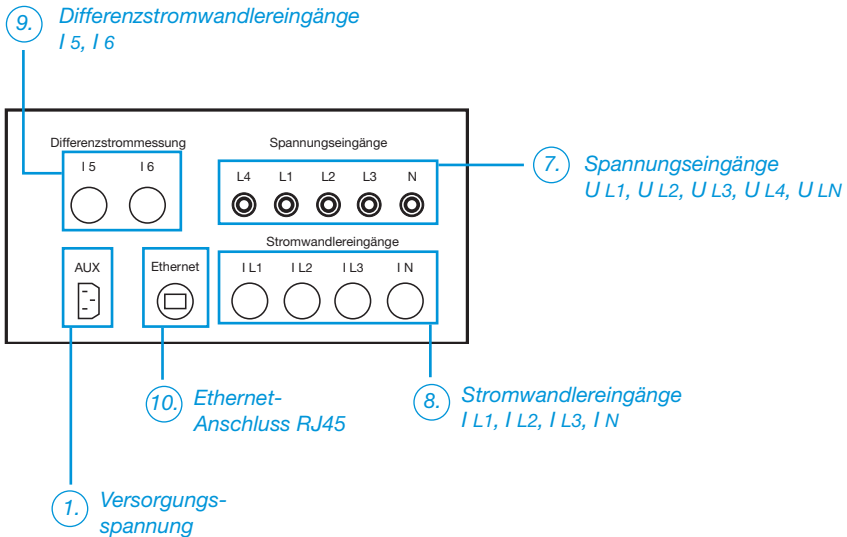 9. Differenzstromwandlereingänge
I 5, I 6
Differenzstrommessung
I 5 I 6
Spannungseingänge
L4 L1 L2 L3 N
7. Spannungseingänge
U L1, U L2, U L3, U L4, U LN
AUX
Ethernet
Stromwandlereingänge
I L1 I L2 I L3 I N
10. Ethernet-
Anschluss RJ45
8. Stromwandlereingänge
I L1, I L2, I L3, I N
1. Versorgungs-
spannung